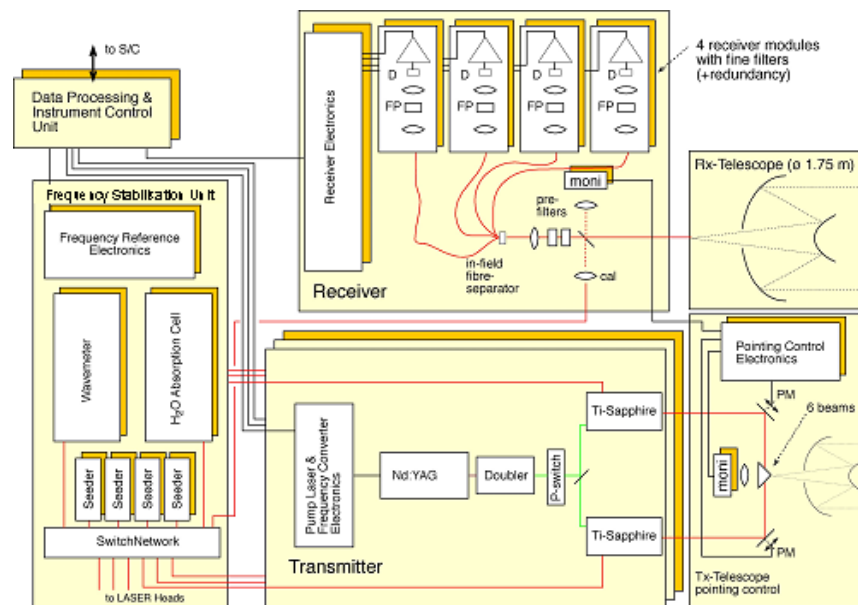 to S/C
Data Processing &
Instrument Control
Unit
Receiver Electronics
D
FP
D
FP
D
FP
D
FP
4 receiver modules
with fine filters
(+redundancy)
moni
pre-
filters
in-field
fibre-
separator
cal
Receiver
Rx-Telescope (ø 1.75 m)
Frequency Stabilisation Unit
Frequency Reference
Electronics
Wavemeter
H2O Absorption Cell
Seeder
Seeder
Seeder
Seeder
SwitchNetwork
to LASER Heads
Pump Laser &
Frequency Converter
Electronics
Nd:YAG
Doubler
P-switch
Ti-Sapphire
Ti-Sapphire
Transmitter
Pointing Control
Electronics
PM
6 beams
moni
PM
Tx-Telescope
pointing control